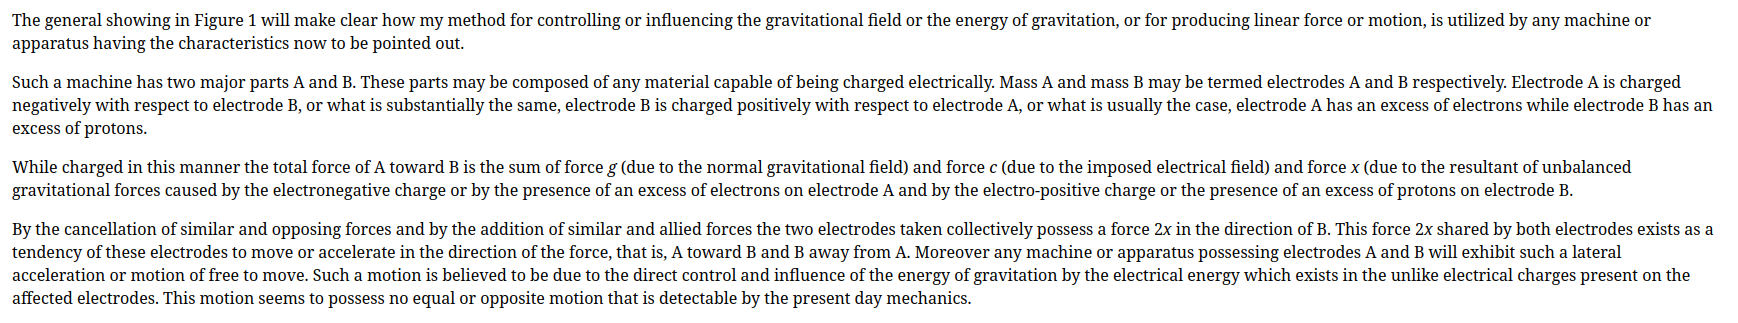 The general showing in Figure 1 will make clear how my method for controlling or influencing the gravitational field or the energy of gravitation, or for producing linear force or motion, is utilized by any machine or
apparatus having the characteristics now to be pointed out.
Such a machine has two major parts A and B. These parts may be composed of any material capable of being charged electrically. Mass A and mass B may be termed electrodes A and B respectively. Electrode A is charged
negatively with respect to electrode B, or what is substantially the same, electrode B is charged positively with respect to electrode A, or what is usually the case, electrode A has an excess of electrons while electrode B has an
excess of protons.
While charged in this manner the total force of A toward B is the sum of force g (due to the normal gravitational field) and force c (due to the imposed electrical field) and force x (due to the resultant of unbalanced
gravitational forces caused by the electronegative charge or by the presence of an excess of electrons on electrode A and by the electro-positive charge or the presence of an excess of protons on electrode B.
By the cancellation of similar and opposing forces and by the addition of similar and allied forces the two electrodes taken collectively possess a force 2x in the direction of B. This force 2x shared by both electrodes exists as a
tendency of these electrodes to move or accelerate in the direction of the force, that is, A toward B and B away from A. Moreover any machine or apparatus possessing electrodes A and B will exhibit such a lateral
acceleration or motion of free to move. Such a motion is believed to be due to the direct control and influence of the energy of gravitation by the electrical energy which exists in the unlike electrical charges present on the
affected electrodes. This motion seems to possess no equal or opposite motion that is detectable by the present day mechanics.